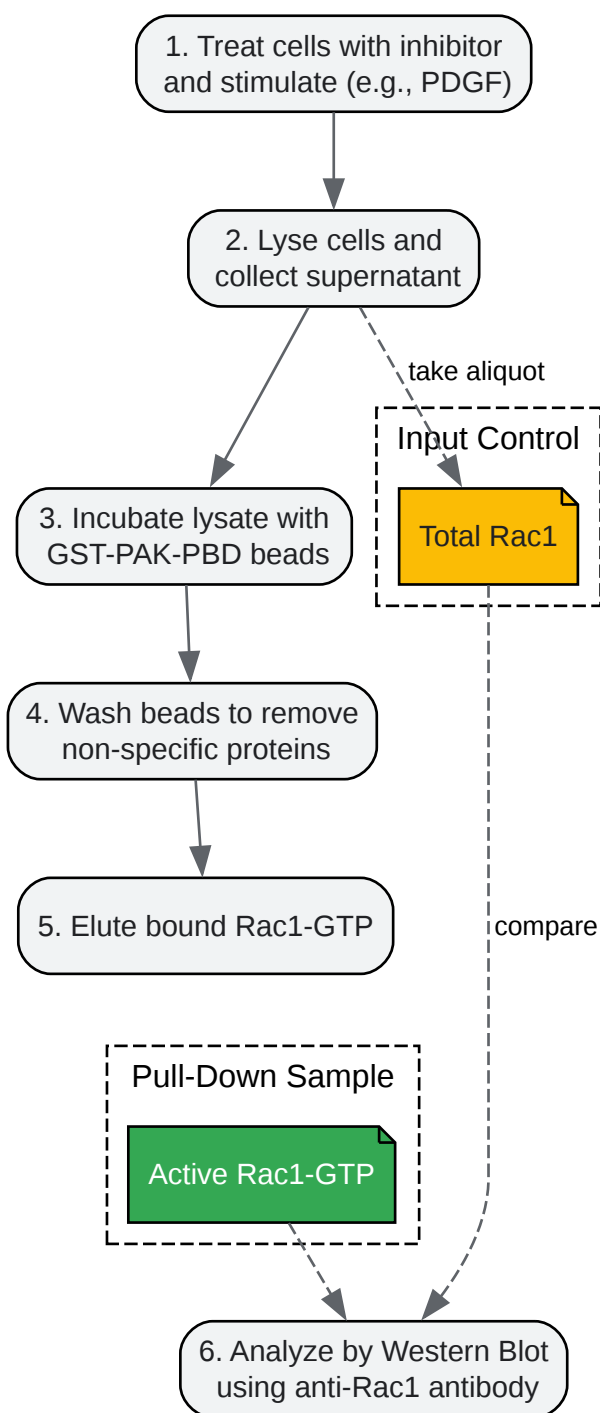 1. Treat cells with inhibitor
and stimulate (e.g., PDGF)
2. Lyse cells and
collect supernatant
take aliquot
Input Control
3. Incubate lysate with
GST-PAK-PBD beads
Total Rac1
4. Wash beads to remove
non-specific proteins
5. Elute bound Rac1-GTP
compare
Pull-Down Sample
Active Rac1-GTP
6. Analyze by Western Blot
using anti-Rac1 antibody